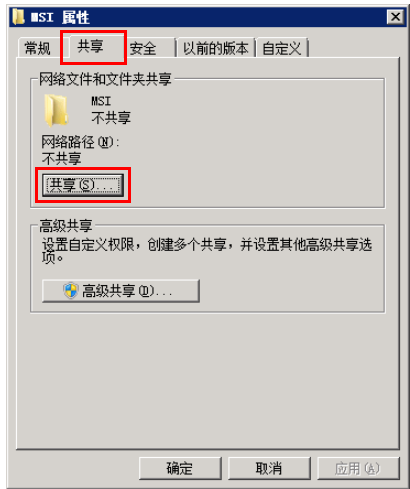 MSI 属性
常规 共享 安全 以前的版本 自定义
网络文件和文件夹共享
MSI
不共享
网络路径(N):
不共享
共享(S)...
高级共享
设置自定义权限，创建多个共享，并设置其他高级共享选
项。
高级共享(D)...
确定 取消 应用(A)